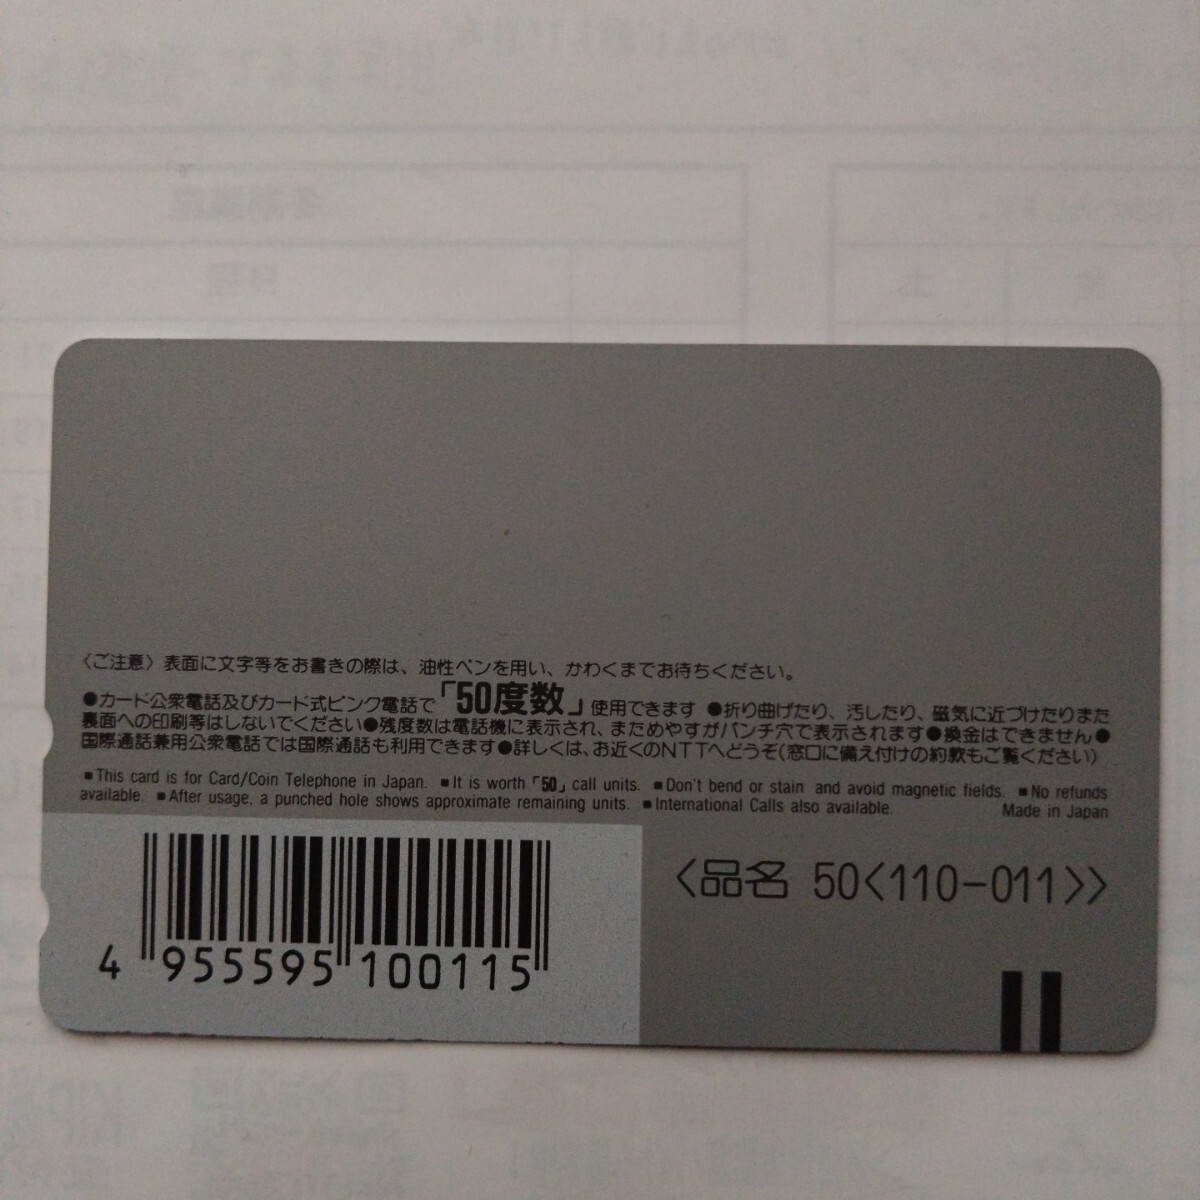 〈ご注意〉表面に文字等をお書きの際は、油性ペンを用い、かわくまでお待ちください。
●カード公衆電話及びカード式ピンク電話で「50度数」使用できます ●折り曲げたり、汚したり、磁気に近づけたりまた
裏面への印刷等はしないでください●残度数は電話機に表示され、まためやすがパンチ穴で表示されます●換金はできません●
国際通話兼用公衆電話では国際通話も利用できます●詳しくは、お近くのNTTへどうぞ(窓口に備え付けの約款もご覧ください)
■This card is for Card/Coin Telephone in Japan. ■It is worth「50」call units. ■Don't bend or stain and avoid magnetic fields. ■No refunds
available. ■After usage, a punched hole shows approximate remaining units. ■International Calls also available.
Made in Japan
〈品名 50〈110-011〉〉
4 955595 100115